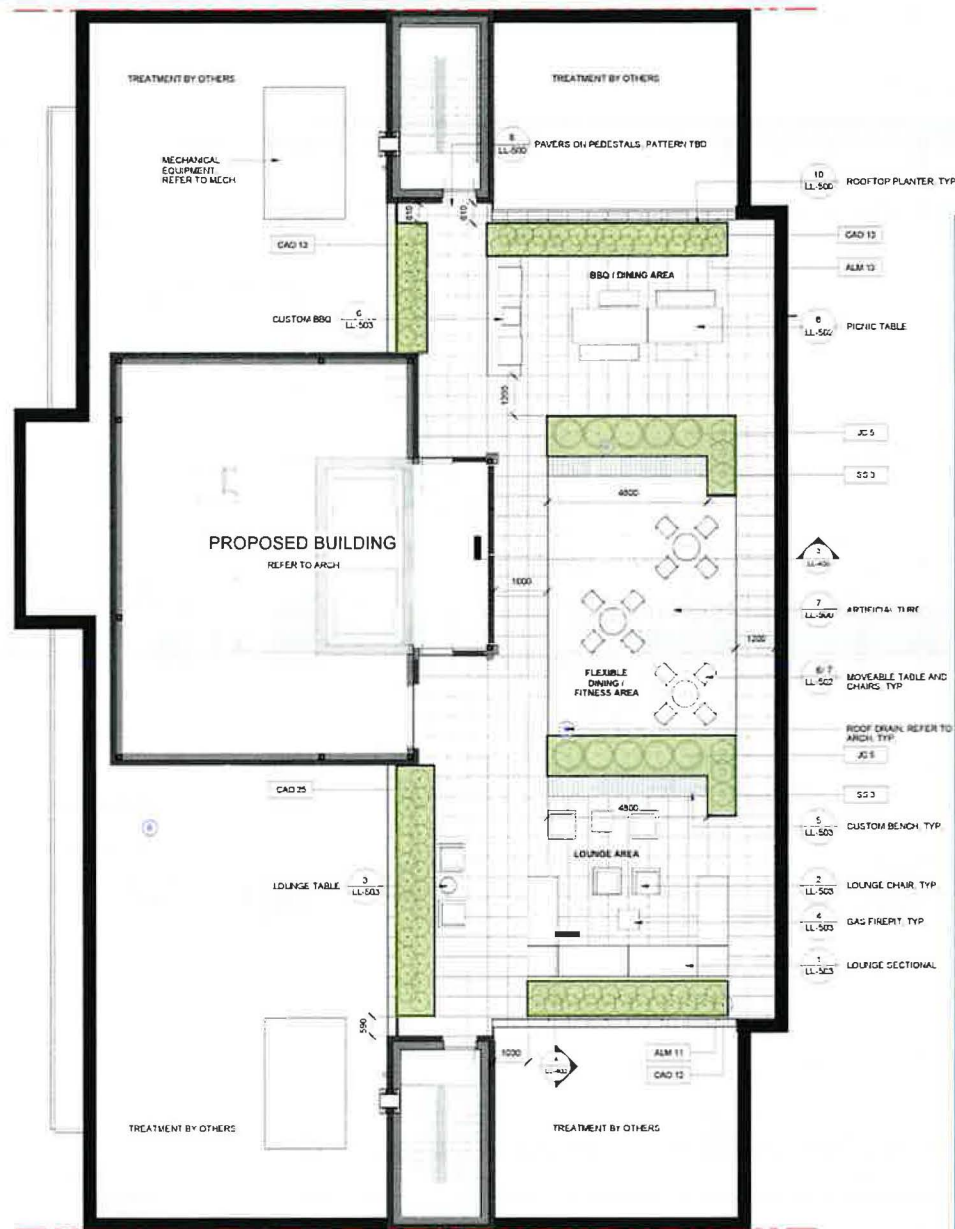 TREATMENT BY OTHERS
TREATMENT BY OTHERS
MECHANICAL
EQUIPMENT.
REFER TO MECH
LL-500
PAVERS ON PEDESTALS, PATTERN TBD
10
LL-500
ROOFTOP PLANTER, TYP
610
610
CAD 13
CAD 13
BBQ / DINING AREA
ALM 13
CUSTOM BBQ
LL-503
LL-502
PICNIC TABLE
1200
JC 5
SS 3
4800
PROPOSED BUILDING
REFER TO ARCH
1000
7
LL-500
ARTIFICIAL TURF
1200
FLEXIBLE
DINING /
FITNESS AREA
6/ 7
LL-502
MOVEABLE TABLE AND
CHAIRS, TYP
ROOF DRAIN, REFER TO
ARCH, TYP.
JC 5
SS 3
CAD 25
4800
5
LL-503
CUSTOM BENCH, TYP
LOUNGE AREA
LOUNGE TABLE
3
LL-503
2
LL-503
LOUNGE CHAIR, TYP
4
LL-503
GAS FIREPIT, TYP
1
LL-503
LOUNGE SECTIONAL
590
1000
ALM 11
CAD 12
TREATMENT BY OTHERS
TREATMENT BY OTHERS